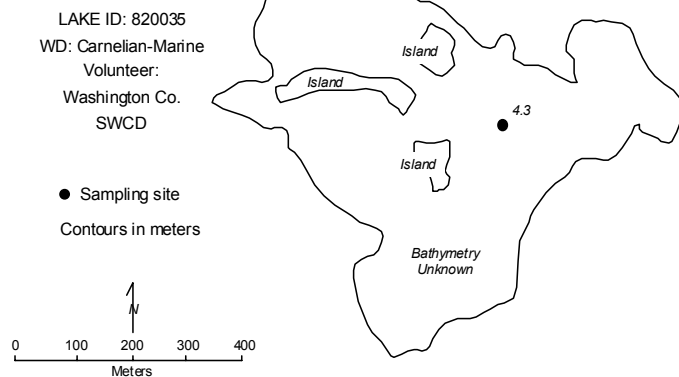 LAKE ID: 820035
WD: Carnelian-Marine
Volunteer:
Washington Co.
SWCD
Sampling site
Contours in meters
N
0 100 200 300 400
Meters
Island
Island
4.3
Island
Bathymetry
Unknown